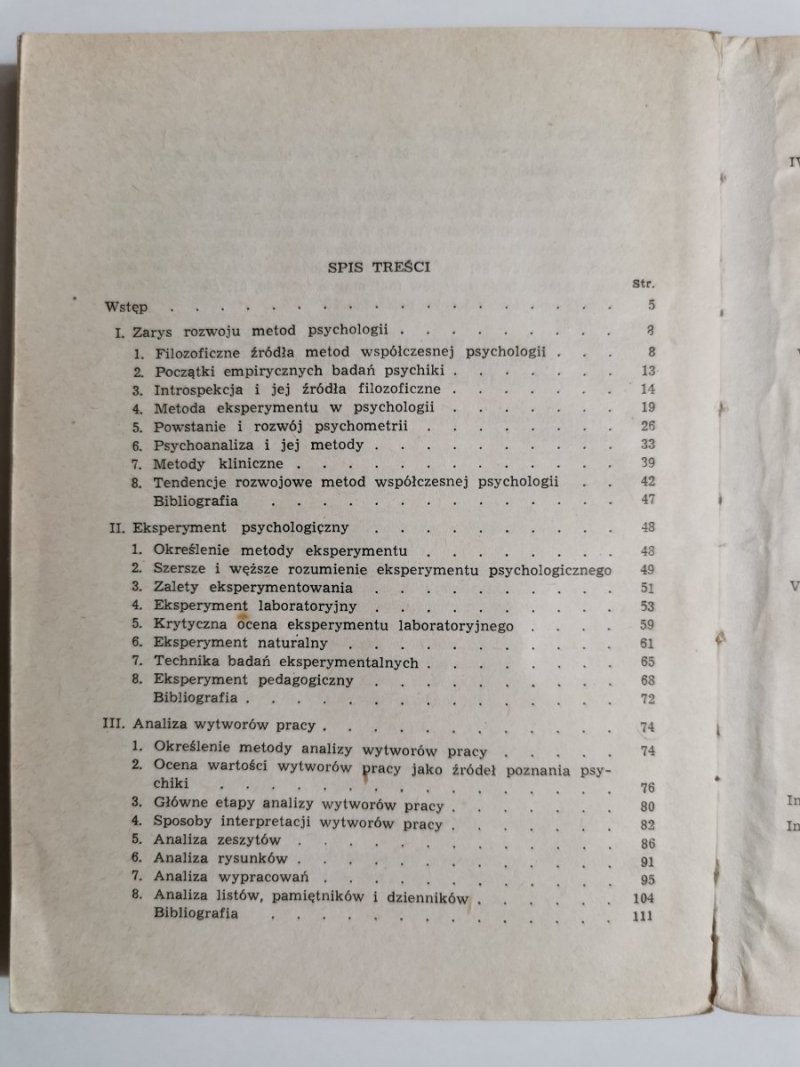 SPIS TREŚCI
Str.
Wstęp . . . . . . . . . . . . . . . . . . 5
I. Zarys rozwoju metod psychologii . . . . . . . . . 8
1. Filozoficzne źródła metod współczesnej psychologii . . . 8
2. Początki empirycznych badań psychiki . . . . . . . 13
3. Introspekcja i jej źródła filozoficzne . . . . . . . 14
4. Metoda eksperymentu w psychologii . . . . . . . 19
5. Powstanie i rozwój psychometrii . . . . . . . . 26
6. Psychoanaliza i jej metody . . . . . . . . . . 33
7. Metody kliniczne . . . . . . . . . . . . . 39
8. Tendencje rozwojowe metod współczesnej psychologii . . 42
Bibliografia . . . . . . . . . . . . . . 47
II. Eksperyment psychologiczny . . . . . . . . . . 48
1. Określenie metody eksperymentu . . . . . . . . 48
2. Szersze i węższe rozumienie eksperymentu psychologicznego 49
3. Zalety eksperymentowania . . . . . . . . . . 51
4. Eksperyment laboratoryjny . . . . . . . . . . 53
5. Krytyczna ocena eksperymentu laboratoryjnego . . . . 59
6. Eksperyment naturalny . . . . . . . . . . . 61
7. Technika badań eksperymentalnych . . . . . . . . 65
8. Eksperyment pedagogiczny . . . . . . . . . . 68
Bibliografia . . . . . . . . . . . . . . . 72
III. Analiza wytworów pracy . . . . . . . . . . . . 74
1. Określenie metody analizy wytworów pracy . . . . . 74
2. Ocena wartości wytworów pracy jako źródeł poznania psy-
chiki . . . . . . . . . . . . . . . . 76
3. Główne etapy analizy wytworów pracy . . . . . . . 80
4. Sposoby interpretacji wytworów pracy . . . . . . . 82
5. Analiza zeszytów . . . . . . . . . . . . . 86
6. Analiza rysunków . . . . . . . . . . . . . 91
7. Analiza wypracowań . . . . . . . . . . . . 95
8. Analiza listów, pamiętników i dzienników . . . . . . 104
Bibliografia . . . . . . . . . . . . . . 111